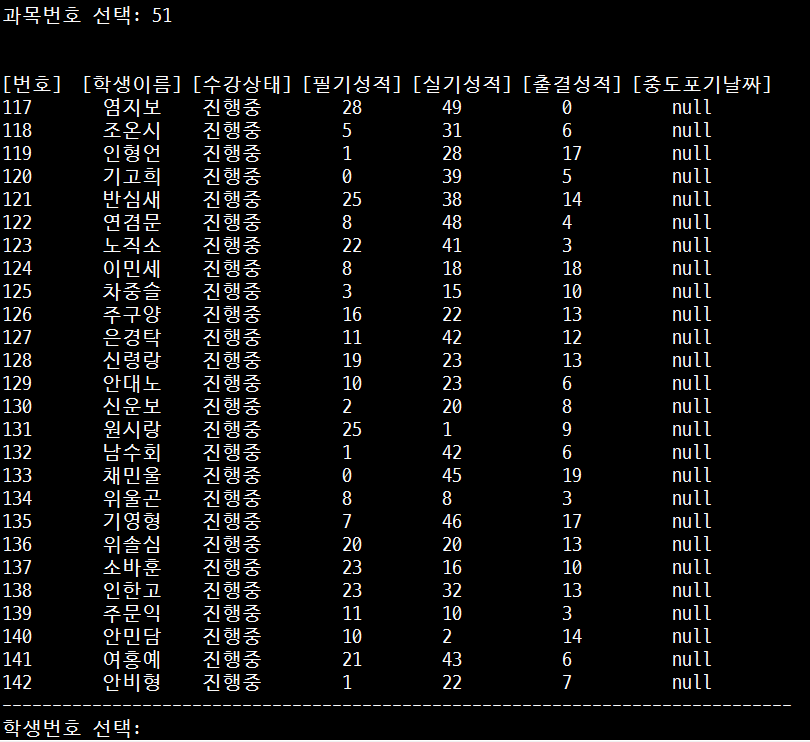 과목번호 선택: 51
[번호] [학생이름] [수강상태] [필기성적] [실기성적] [출결성적] [중도포기날짜]
117 염지보 진행중 28 49 0 null
118 조온시 진행중 5 31 6 null
119 인형언 진행중 1 28 17 null
120 기고희 진행중 0 39 5 null
121 반심새 진행중 25 38 14 null
122 연겸문 진행중 8 48 4 null
123 노직소 진행중 22 41 3 null
124 이민세 진행중 8 18 18 null
125 차중슬 진행중 3 15 10 null
126 주구양 진행중 16 22 13 null
127 은경탁 진행중 11 42 12 null
128 신령랑 진행중 19 23 13 null
129 안대노 진행중 10 23 6 null
130 신운보 진행중 2 20 8 null
131 원시랑 진행중 25 1 9 null
132 남수회 진행중 1 42 6 null
133 채민울 진행중 0 45 19 null
134 위울곤 진행중 8 8 3 null
135 기영형 진행중 7 46 17 null
136 위솔심 진행중 20 20 13 null
137 소바훈 진행중 23 16 10 null
138 인한고 진행중 23 32 13 null
139 주문익 진행중 11 10 3 null
140 안민담 진행중 10 2 14 null
141 여홍예 진행중 21 43 6 null
142 안비형 진행중 1 22 7 null
-------------------------------------------------------------------------------
학생번호 선택: